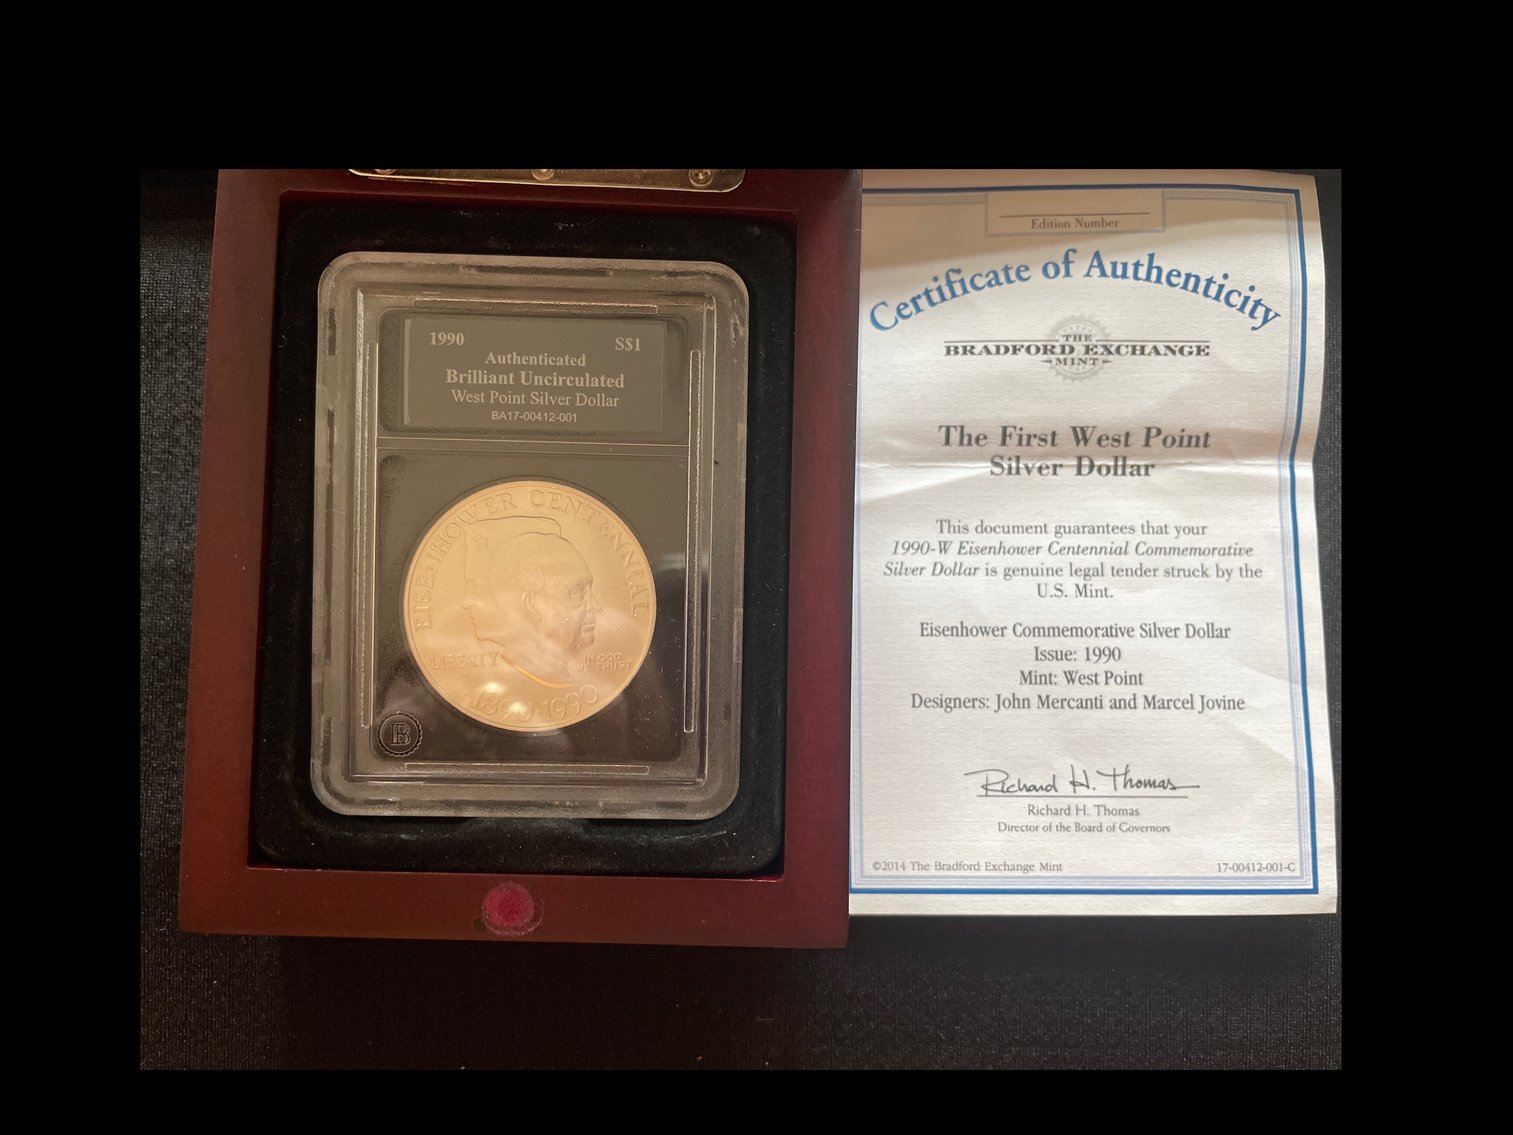 1990 S$1
Authenticated
Brilliant Uncirculated
West Point Silver Dollar
BA17-00412-001
EISENHOWER CENTENNIAL
LIBERTY
IN GOD
WE TRUST
1890-1990
B
Edition Number
Certificate of Authenticity
THE
BRADFORD EXCHANGE
MINT
The First West Point
Silver Dollar
This document guarantees that your
1990-W Eisenhower Centennial Commemorative
Silver Dollar is genuine legal tender struck by the
U.S. Mint.
Eisenhower Commemorative Silver Dollar
Issue: 1990
Mint: West Point
Designers: John Mercanti and Marcel Jovine
Richard H. Thomas
Richard H. Thomas
Director of the Board of Governors
©2014 The Bradford Exchange Mint 17-00412-001-C